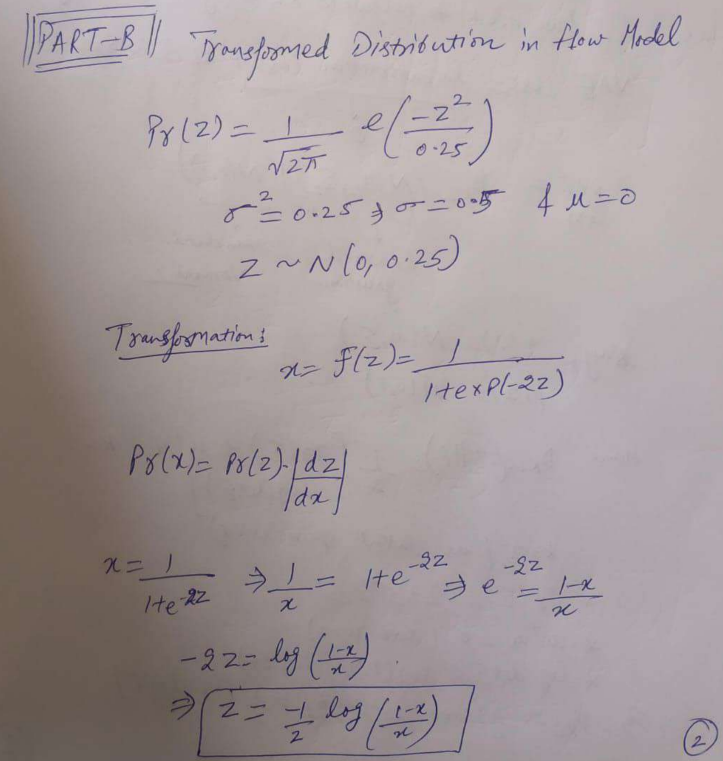 PART-B Transformed Distribution in flow Model
Pr(z) = 1/√2π e(-z²/0.25)
σ² = 0.25 ⇒ σ = 0.5 & μ = 0
z ~ N(0, 0.25)
Transformation:
x = f(z) = 1/(1+exp(-2z))
Pr(x) = Pr(z)·|dz/dx|
x = 1/(1+e^-2z) ⇒ 1/x = 1+e^-2z ⇒ e^-2z = (1-x)/x
-2z = log((1-x)/x).
⇒ z = -1/2 log((1-x)/x)
2